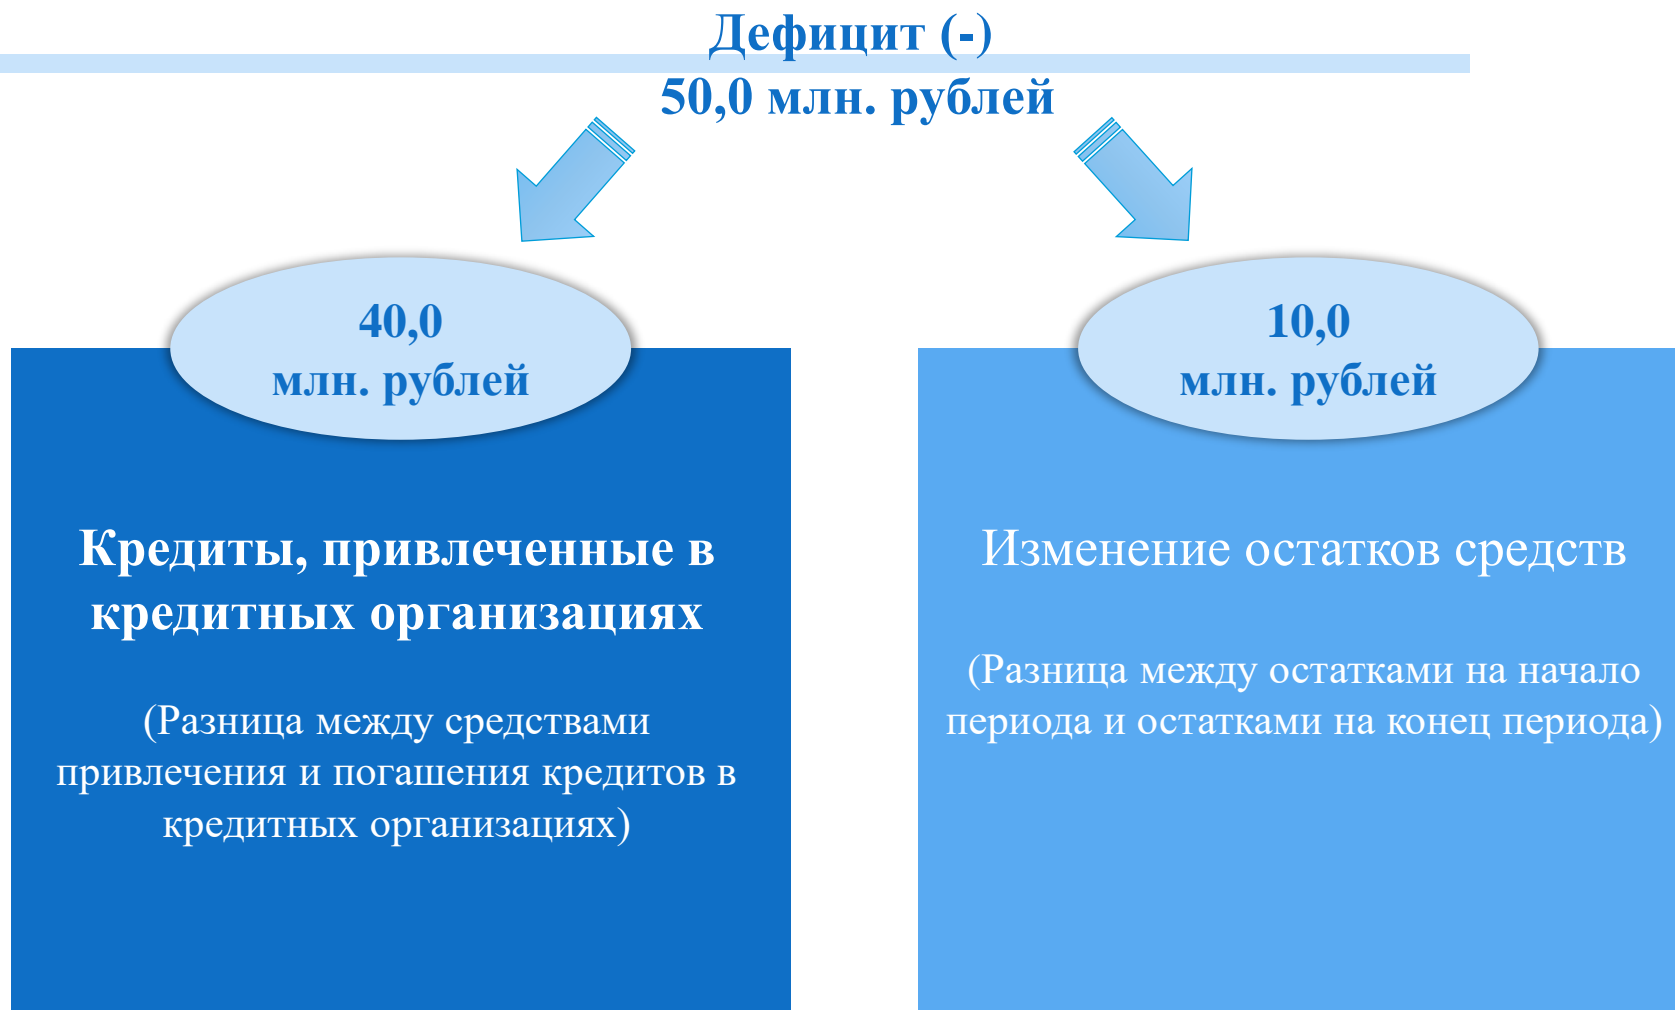 Дефицит (-)
50,0 млн. рублей
40,0
млн. рублей
Кредиты, привлеченные в
кредитных организациях
(Разница между средствами
привлечения и погашения кредитов в
кредитных организациях)
10,0
млн. рублей
Изменение остатков средств
(Разница между остатками на начало
периода и остатками на конец периода)